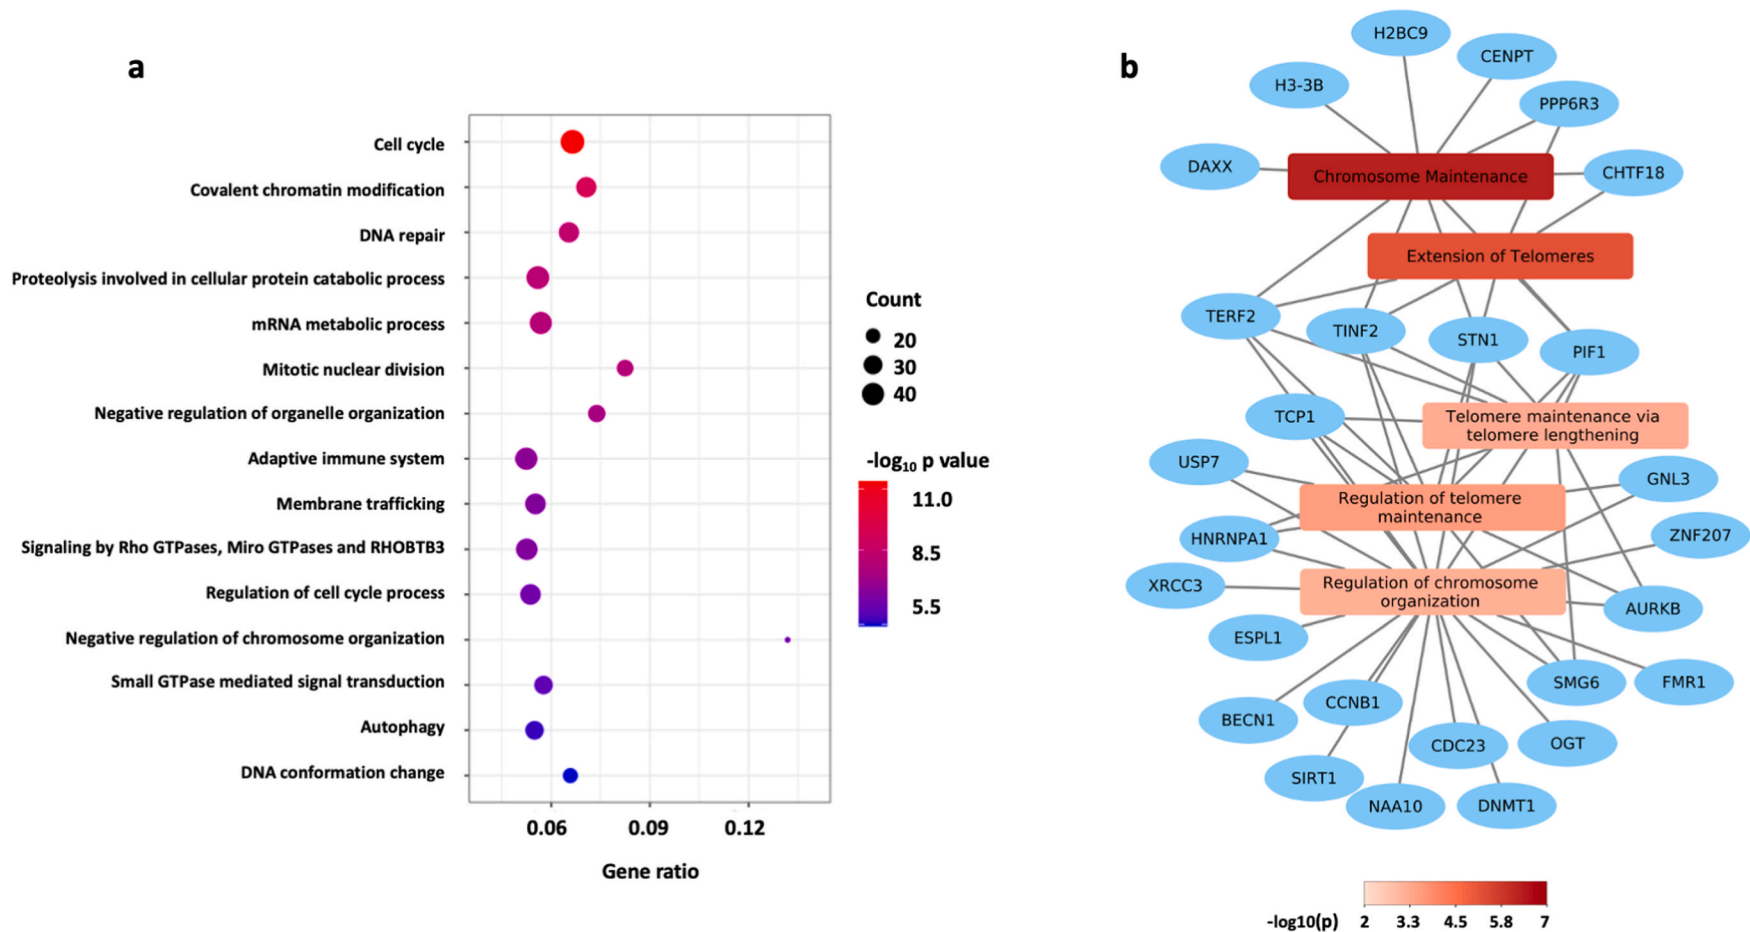 a
Cell cycle
Covalent chromatin modification
DNA repair
Proteolysis involved in cellular protein catabolic process
mRNA metabolic process
Mitotic nuclear division
Negative regulation of organelle organization
Adaptive immune system
Membrane trafficking
Signaling by Rho GTPases, Miro GTPases and RHOBTB3
Regulation of cell cycle process
Negative regulation of chromosome organization
Small GTPase mediated signal transduction
Autophagy
DNA conformation change
0.06 0.09 0.12
Gene ratio
Count
20
30
40
-log₁₀ p value
11.0
8.5
5.5
b
H2BC9
CENPT
H3-3B
PPP6R3
DAXX
Chromosome Maintenance
CHTF18
Extension of Telomeres
TERF2
TINF2
STN1
PIF1
TCP1
Telomere maintenance via
telomere lengthening
USP7
GNL3
Regulation of telomere
maintenance
HNRNPA1
ZNF207
XRCC3
Regulation of chromosome
organization
AURKB
ESPL1
SMG6
FMR1
CCNB1
BECN1
CDC23
OGT
SIRT1
NAA10
DNMT1
-log10(p)
2 3.3 4.5 5.8 7